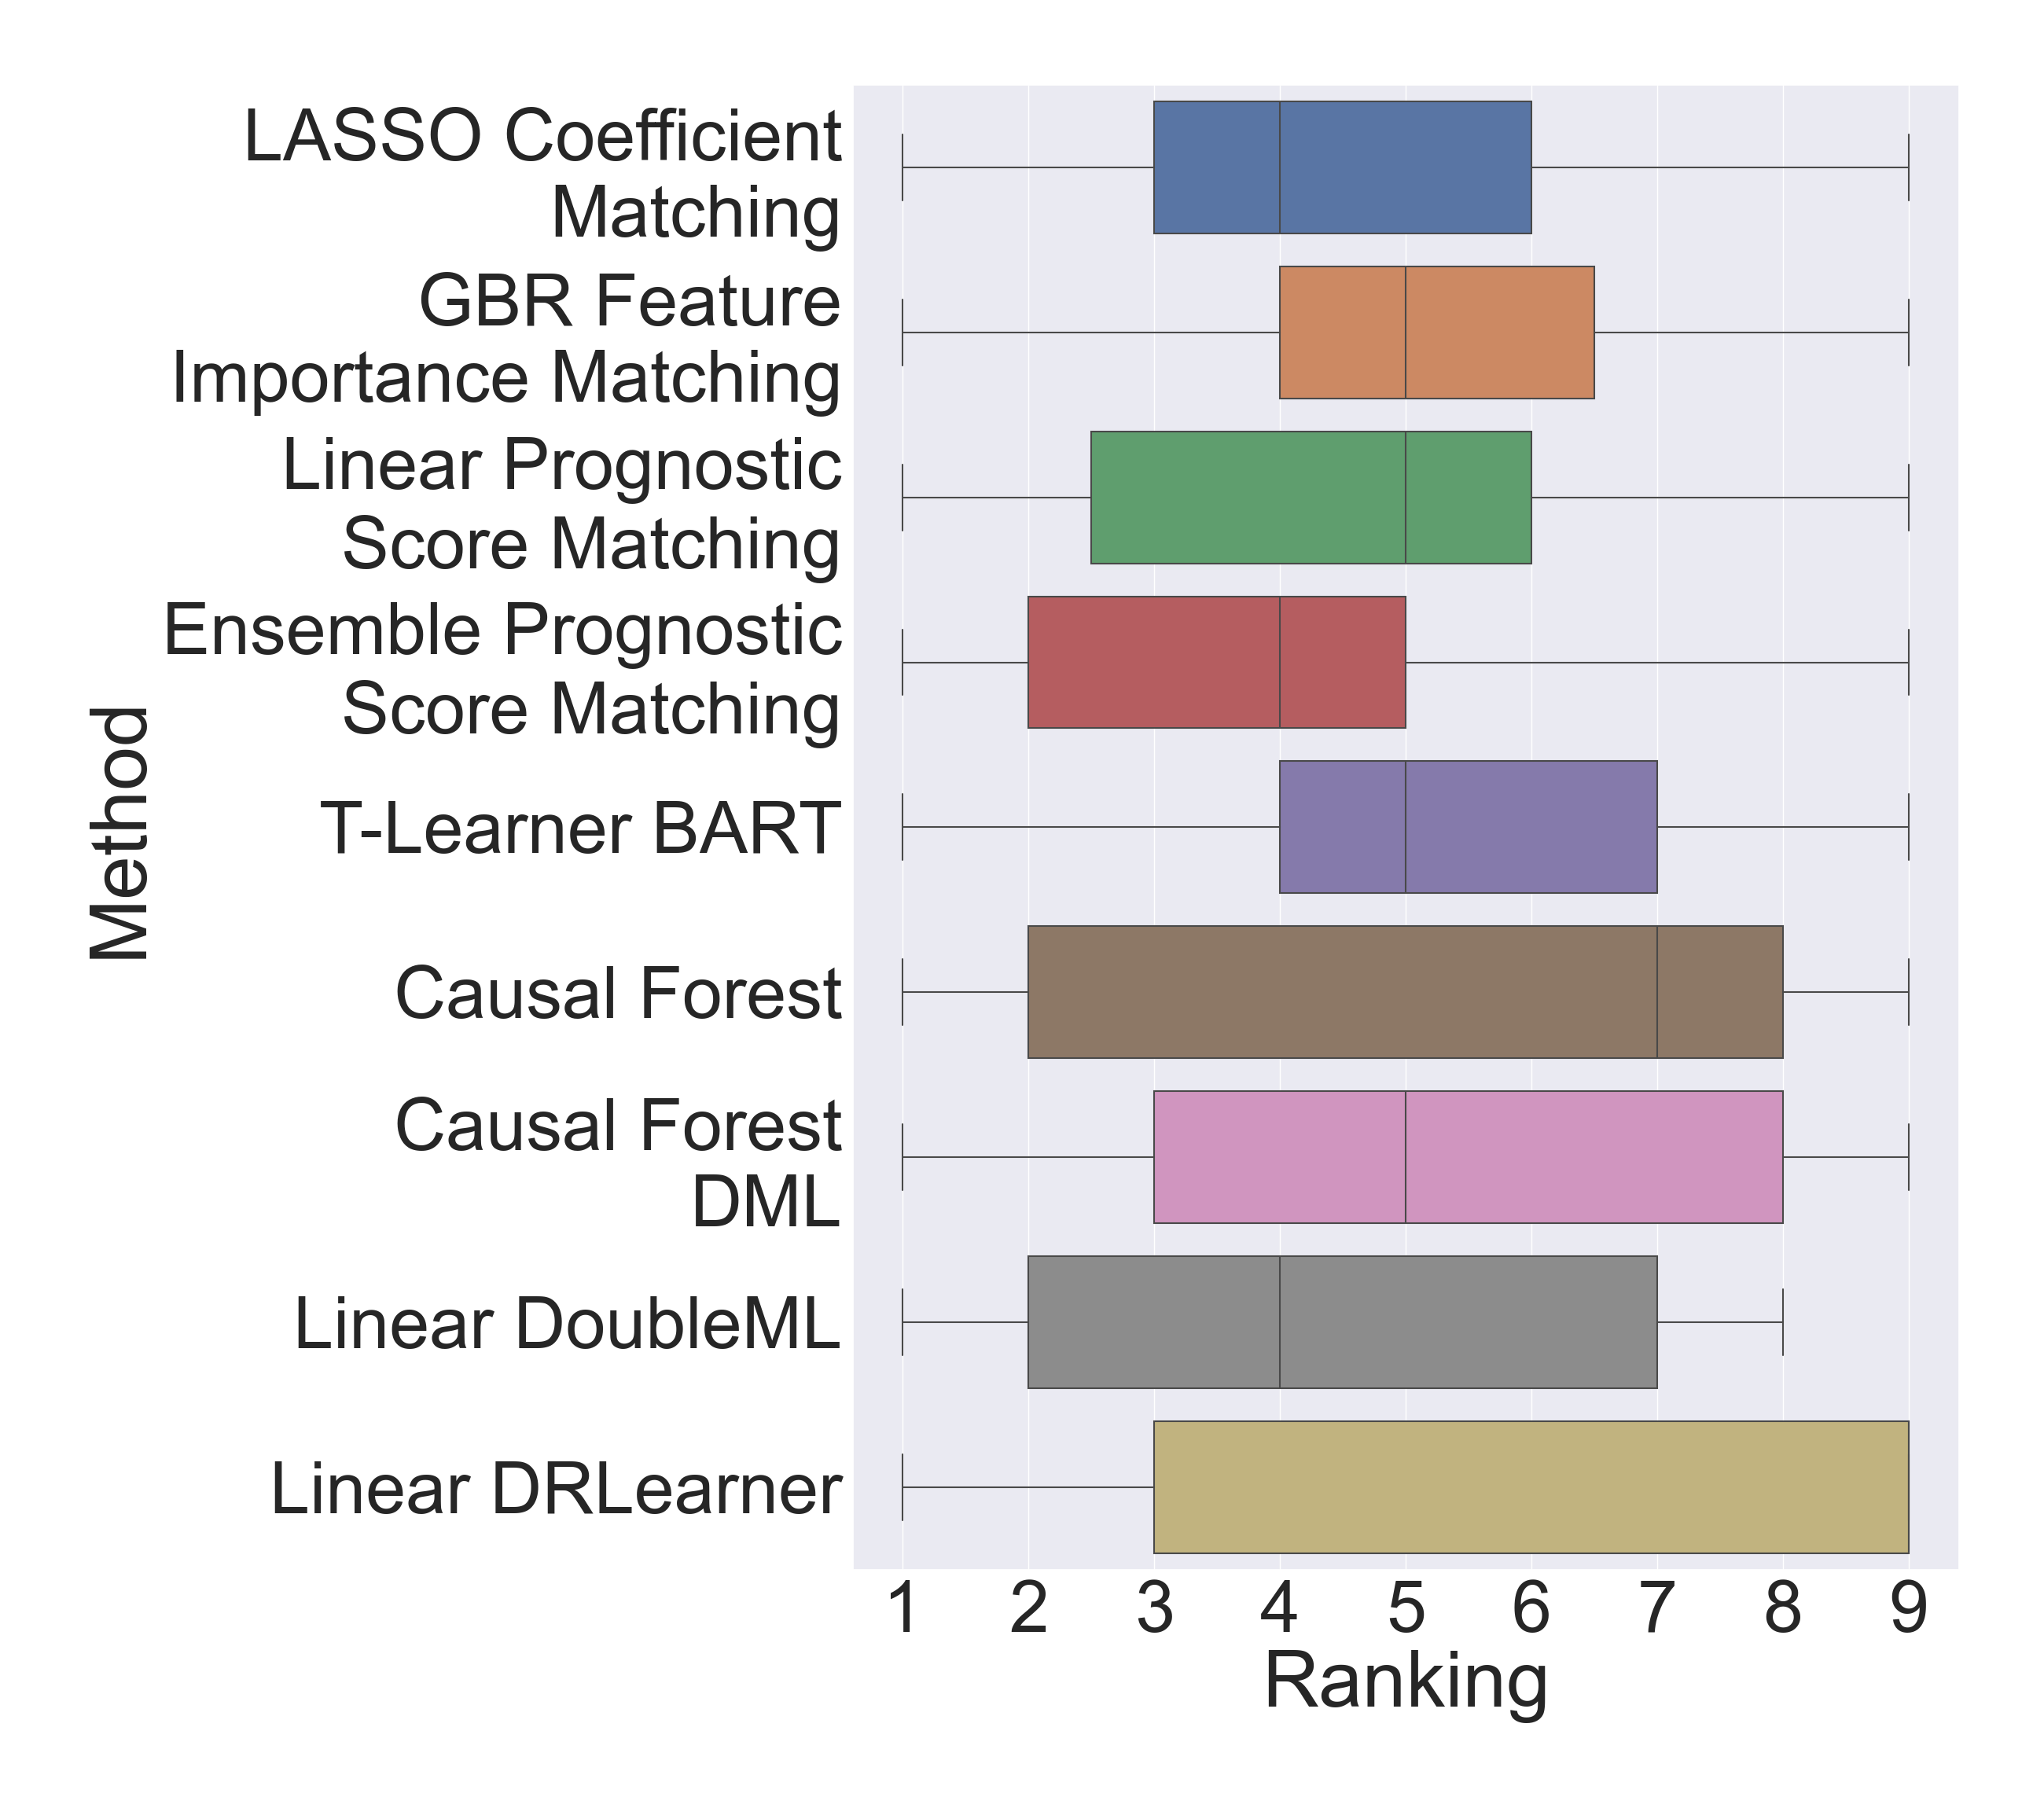 LASSO Coefficient
Matching
GBR Feature
Importance Matching
Linear Prognostic
Score Matching
Ensemble Prognostic
Score Matching
T-Learner BART
Causal Forest
Causal Forest
DML
Linear DoubleML
Linear DRLearner
Method
1 2 3 4 5 6 7 8 9
Ranking